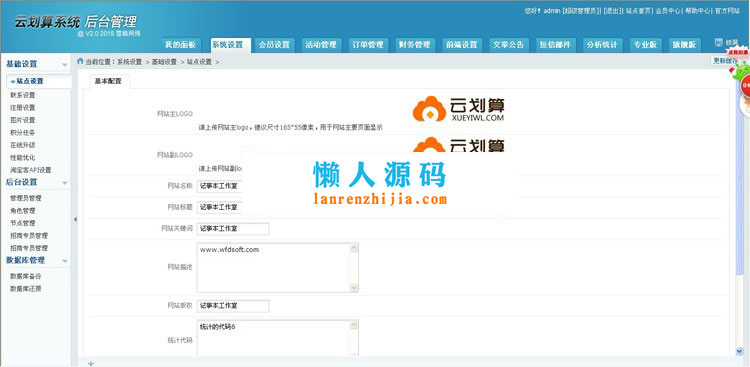 云划算系统 后台管理
@ V2.0 2015 雷毅网络
您好! admin [超级管理员] | [退出] | 站点首页 | 会员中心 | 帮助中心 | 官方网站
我的面板 系统设置 会员设置 活动管理 订单管理 财务管理 前端设置 文章公告 短信邮件 分析统计 专业版 旗舰版
基础设置
站点设置
联系设置
注册设置
图片设置
积分任务
在线升级
性能优化
淘宝客API设置
后台设置
管理员管理
角色管理
节点管理
招商专员管理
招商专员管理
数据库管理
数据库备份
数据库还原
当前位置：系统设置 > 基础设置 > 站点设置 >
更新缓存
基本配置
网站主LOGO
云划算
XUEYIWL.COM
请上传网站主logo，建议尺寸165*55像素，用于网站主要页面显示
网站副LOGO
云划算
请上传网站副lo
懒人源码
lanrenzhijia.com
网站名称 记事本工作室
网站标题 记事本工作室
网站关键词 记事本工作室
网站描述 www.wfdsoft.com
网站版权 记事本工作室
统计代码 统计的代码6